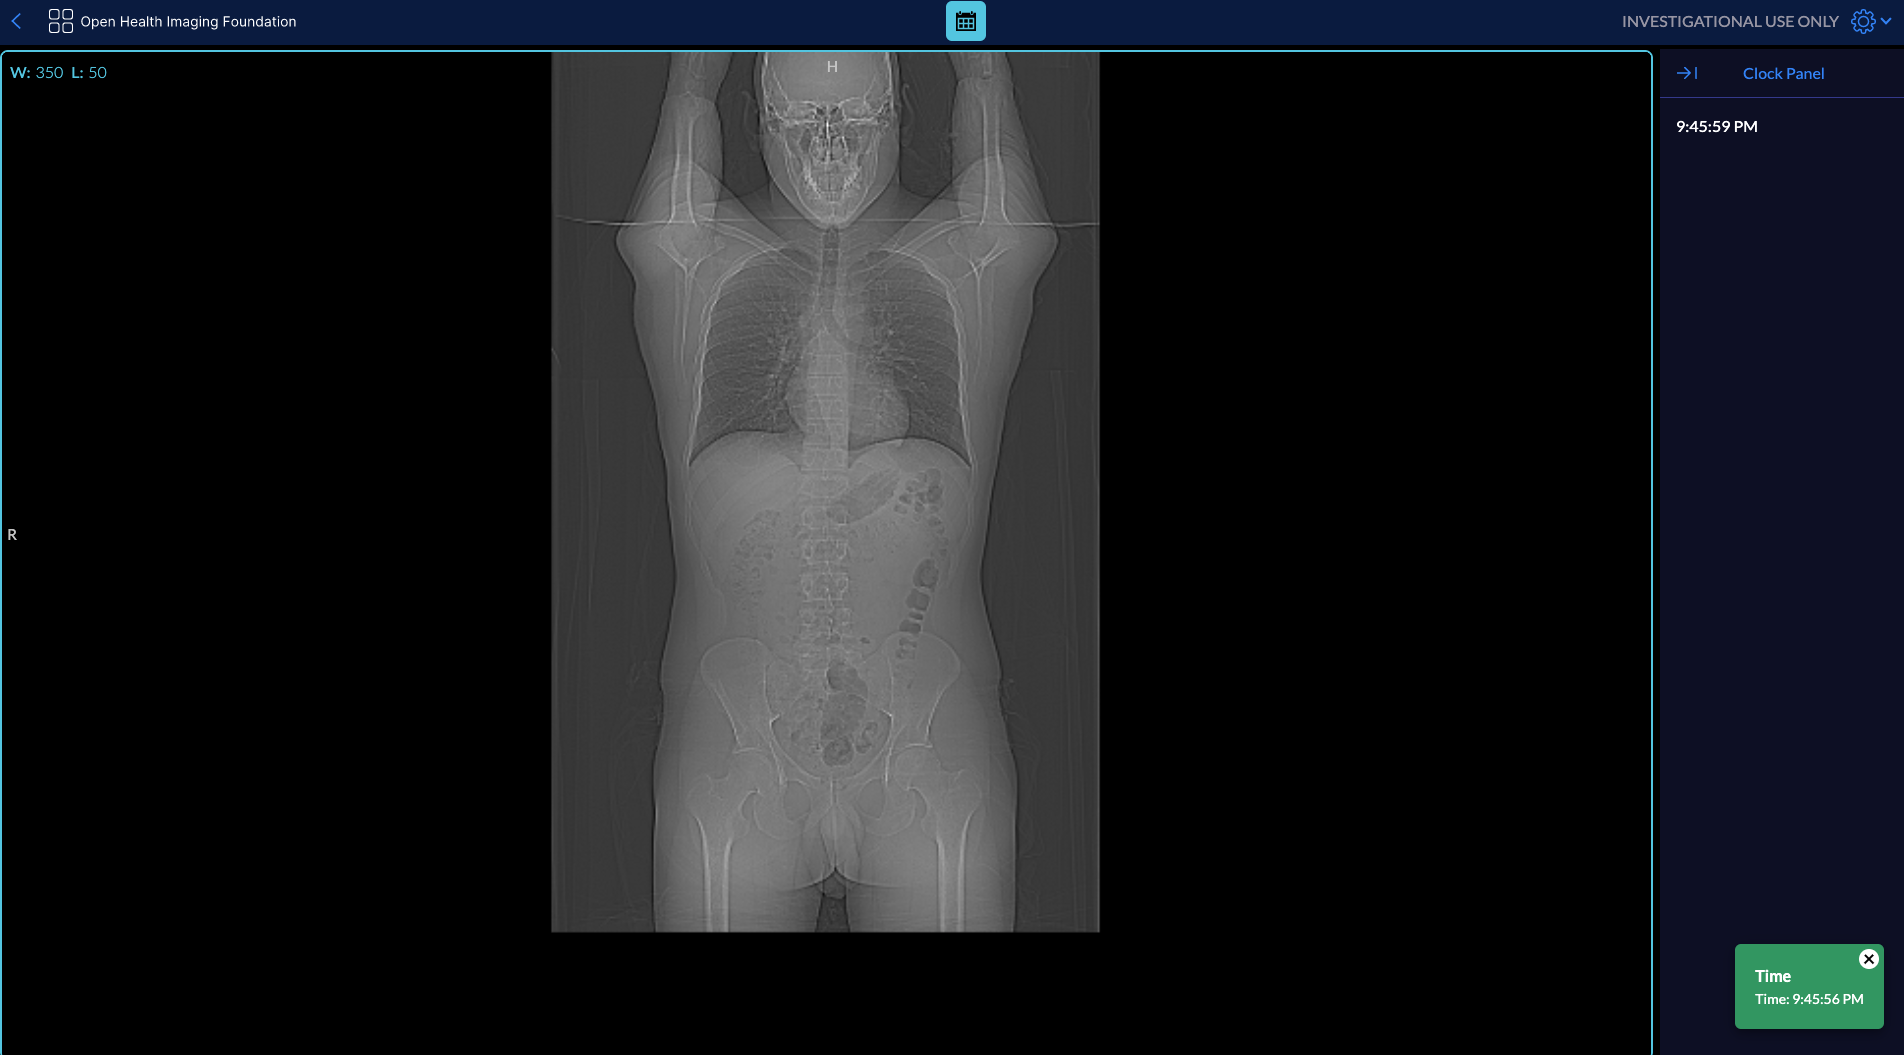 Open Health Imaging Foundation
INVESTIGATIONAL USE ONLY
W: 350 L: 50
H
Clock Panel
9:45:59 PM
R
Time
Time: 9:45:56 PM